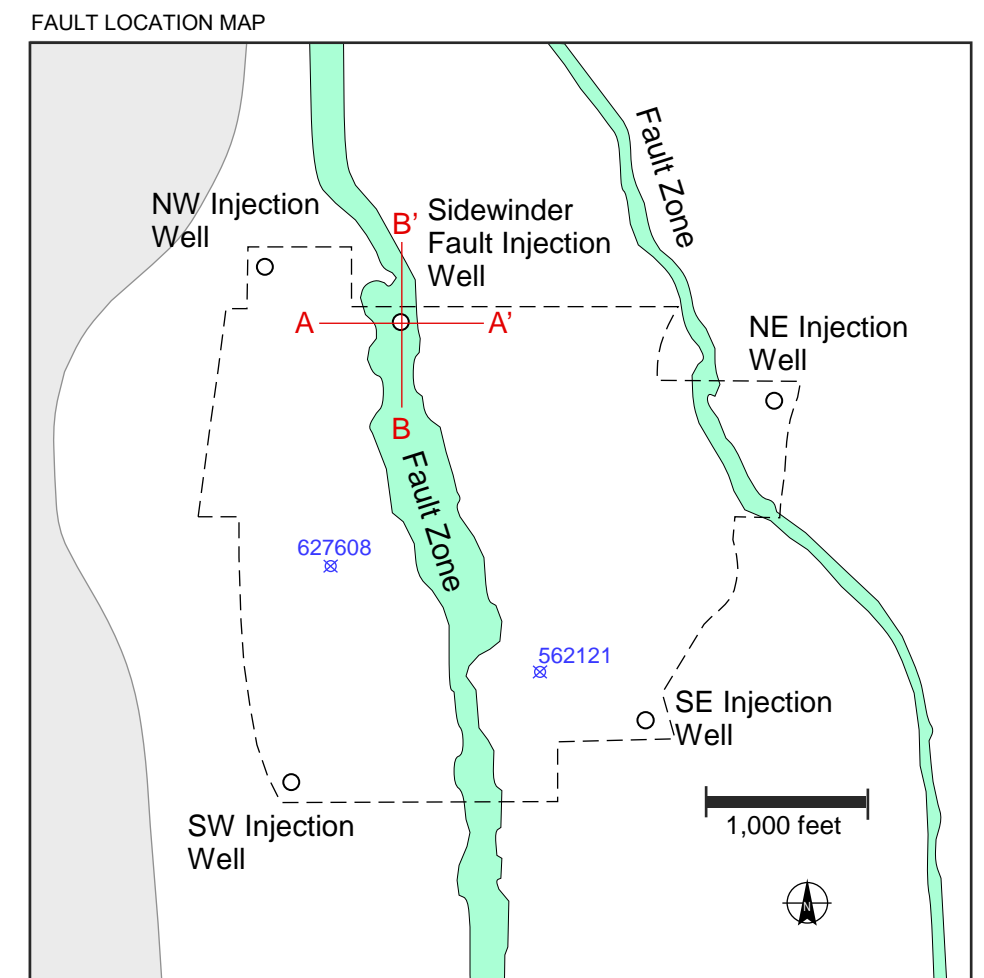 FAULT LOCATION MAP
Fault Zone
NW Injection
Well
B'
Sidewinder
Fault Injection
Well
A
A'
NE Injection
Well
B
Fault Zone
627608
562121
SE Injection
Well
1,000 feet
SW Injection
Well
N